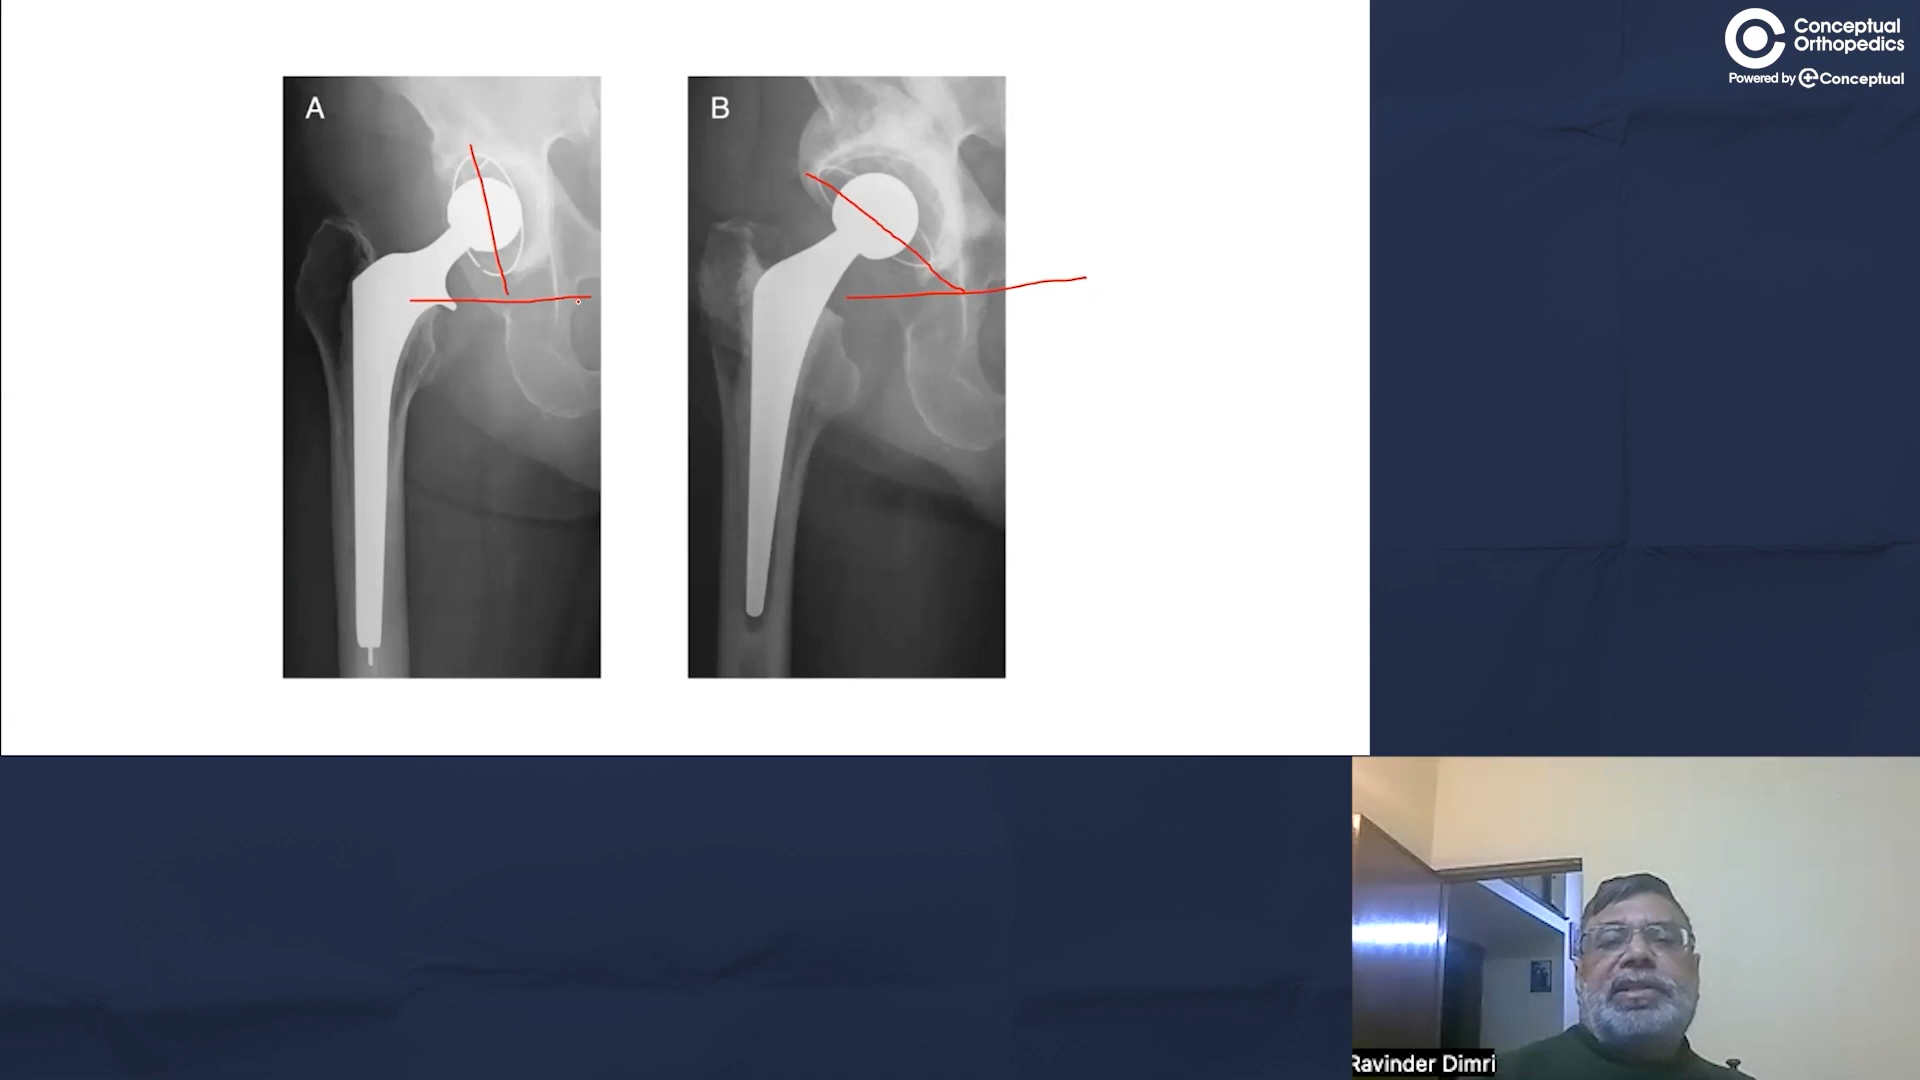 A
B
Conceptual
Orthopedics
Powered by Conceptual
Ravinder Dimri